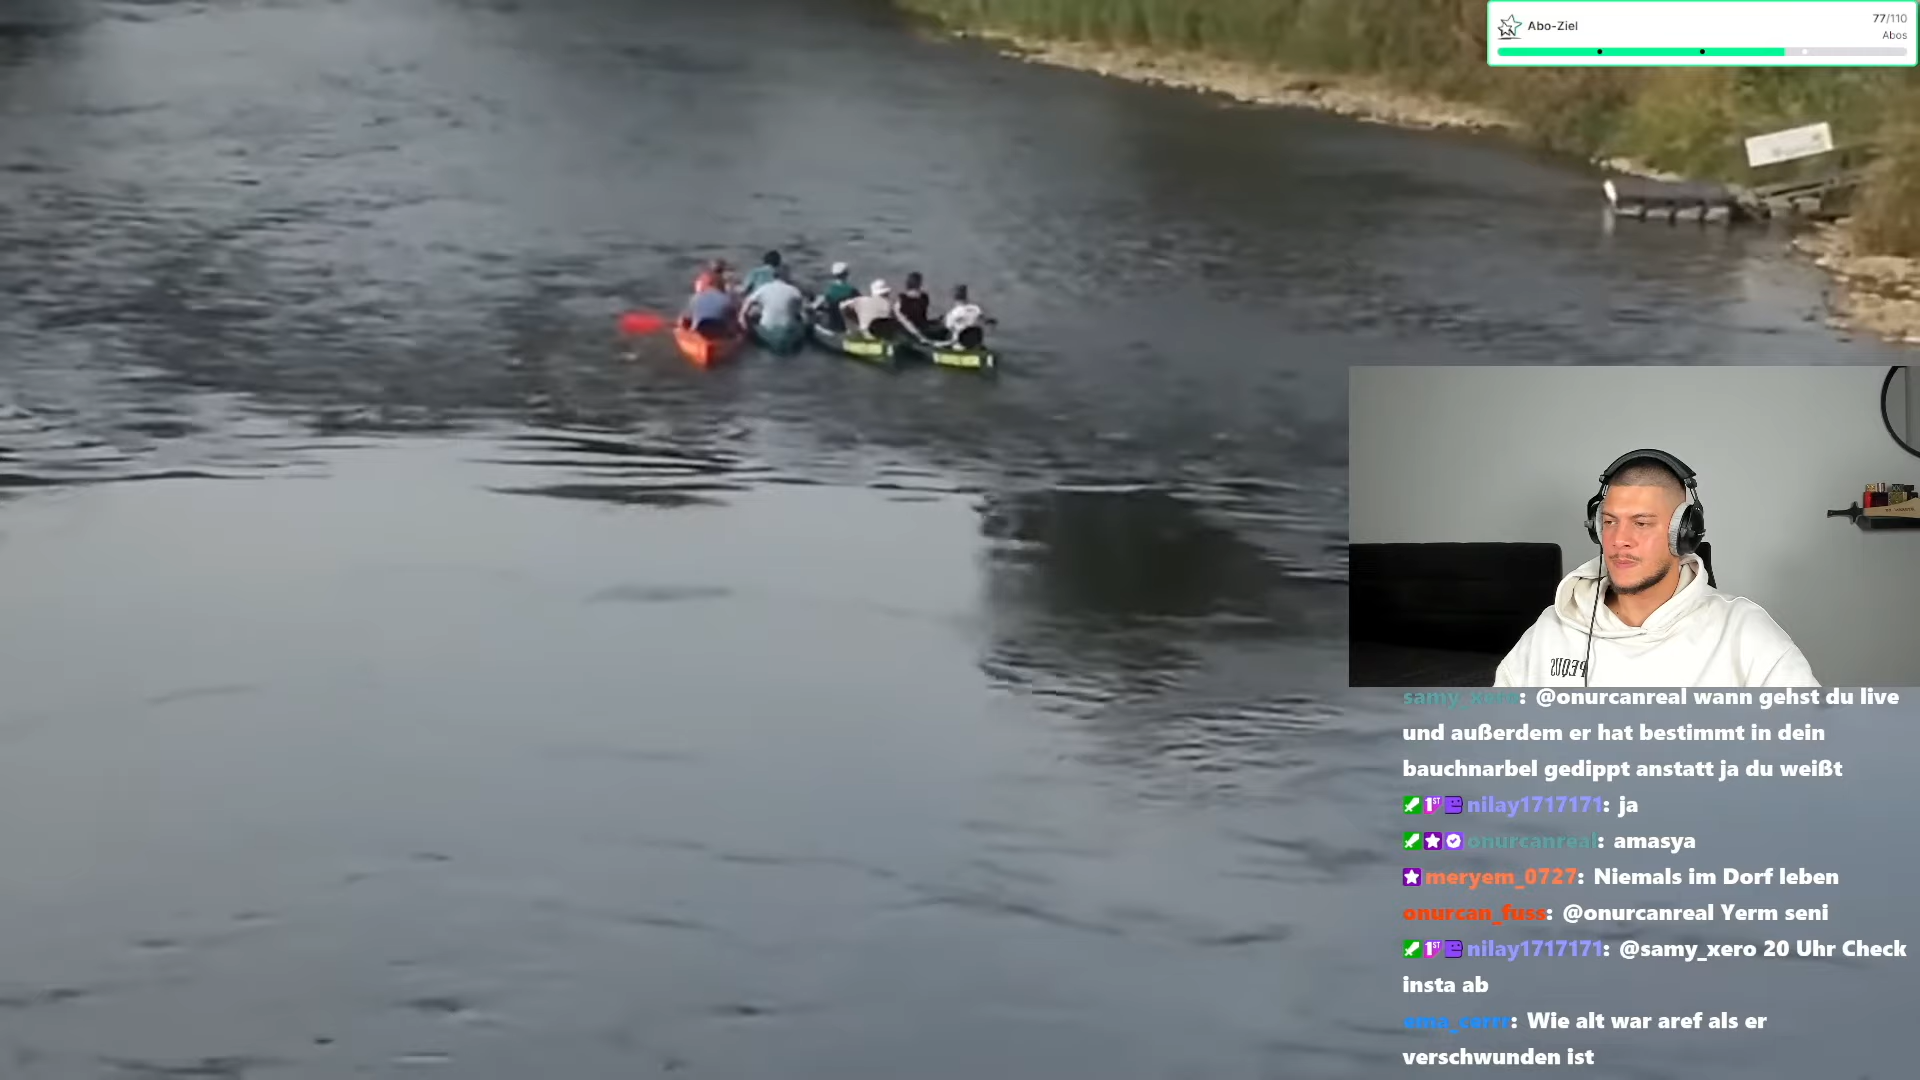 Abo-Ziel
77/110
Abos
samy_xero: @onurcanreal wann gehst du live
und außerdem er hat bestimmt in dein
bauchnarbel gedippt anstatt ja du weißt
nilay1717171: ja
onurcanreal: amasya
meryem_0727: Niemals im Dorf leben
onurcan_fuss: @onurcanreal Yerm seni
nilay1717171: @samy_xero 20 Uhr Check
insta ab
ema_cerrr: Wie alt war aref als er
verschwunden ist